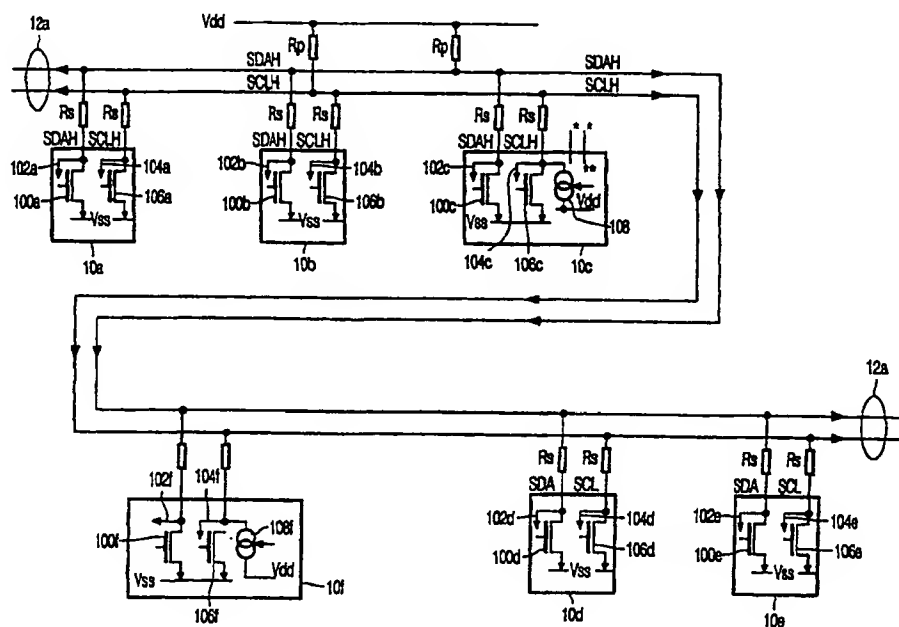 12a Vdd
Rp Rp
SDAH SDAH
SCLH SCLH
Rs Rs Rs Rs Rs Rs * *
SDAH SCLH SDAH SCLH SDAH SCLH
102a 104a 102b 104b 102c **
100a 106a 100b 106b 100c Vdd
Vss Vss Vss 108
104c 106c 10c
10a 10b
12a
Rs Rs Rs Rs
102f 104f SDA SCL SDA SCL
108f 102d 104d 102e 104e
100f 100d 106d 100e 106e
Vss Vdd Vss Vss
106f 10f 10d 10e